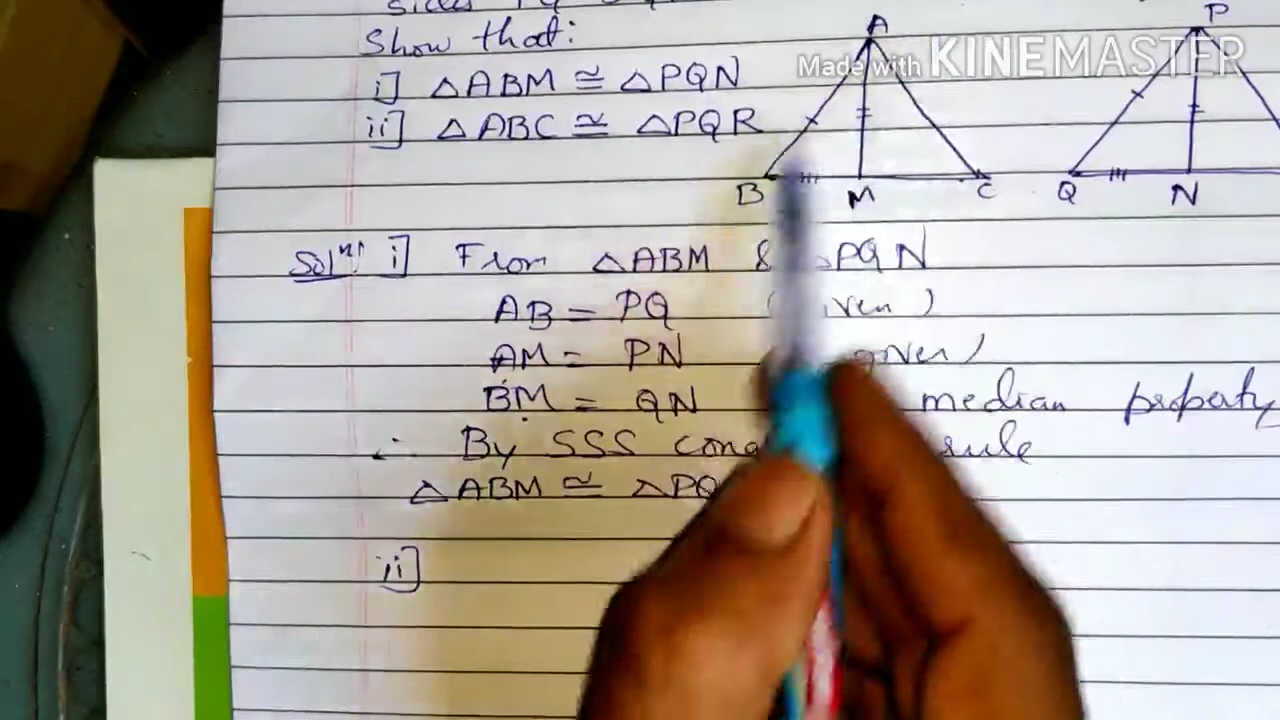 Show that:
i] △ABM ≅ △PQN
ii] △ABC ≅ △PQR
A
P
Made with KINEMASTER
B M C Q N
Solⁿ: i] From △ABM & △PQN
AB = PQ
AM = PN
BM = QN median property
∴ By SSS rule
△ABM ≅
ii]